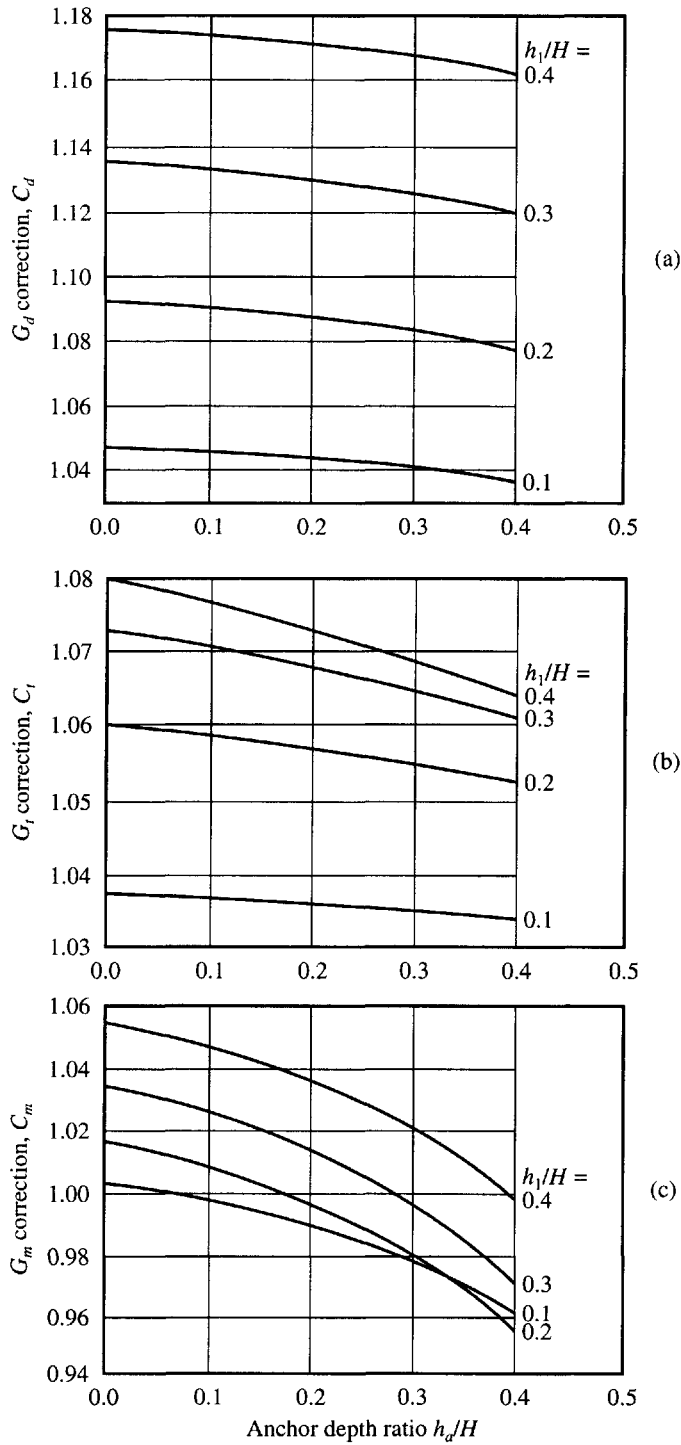 1.18
1.16
1.14
1.12
1.10
1.08
1.06
1.04
G_d correction, C_d
h_1/H =
0.4
0.3
0.2
0.1
0.0 0.1 0.2 0.3 0.4 0.5
(a)
1.08
1.07
1.06
1.05
1.04
1.03
G_t correction, C_t
h_1/H =
0.4
0.3
0.2
0.1
0.0 0.1 0.2 0.3 0.4 0.5
(b)
1.06
1.04
1.02
1.00
0.98
0.96
0.94
G_m correction, C_m
h_1/H =
0.4
0.3
0.1
0.2
0.0 0.1 0.2 0.3 0.4 0.5
(c)
Anchor depth ratio h_a/H